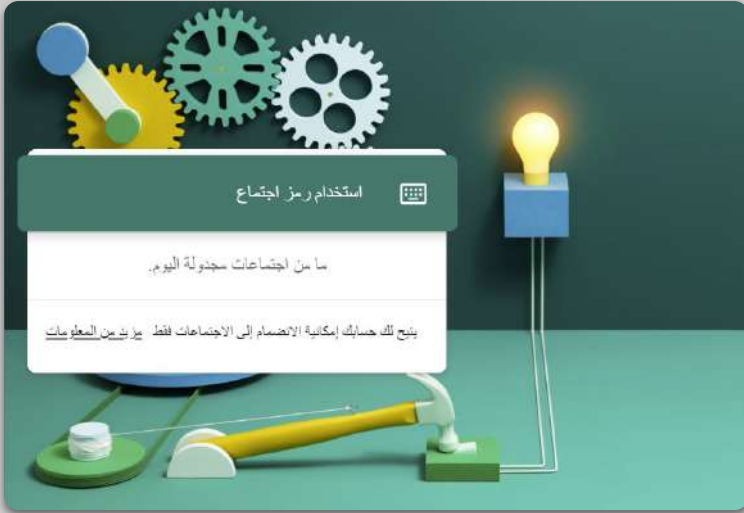 استخدام رمز اجتماع
ما من اجتماعات مجدولة اليوم.
يتيح لك حسابك إمكانية الانضمام إلى الاجتماعات فقط مزيد من المعلومات